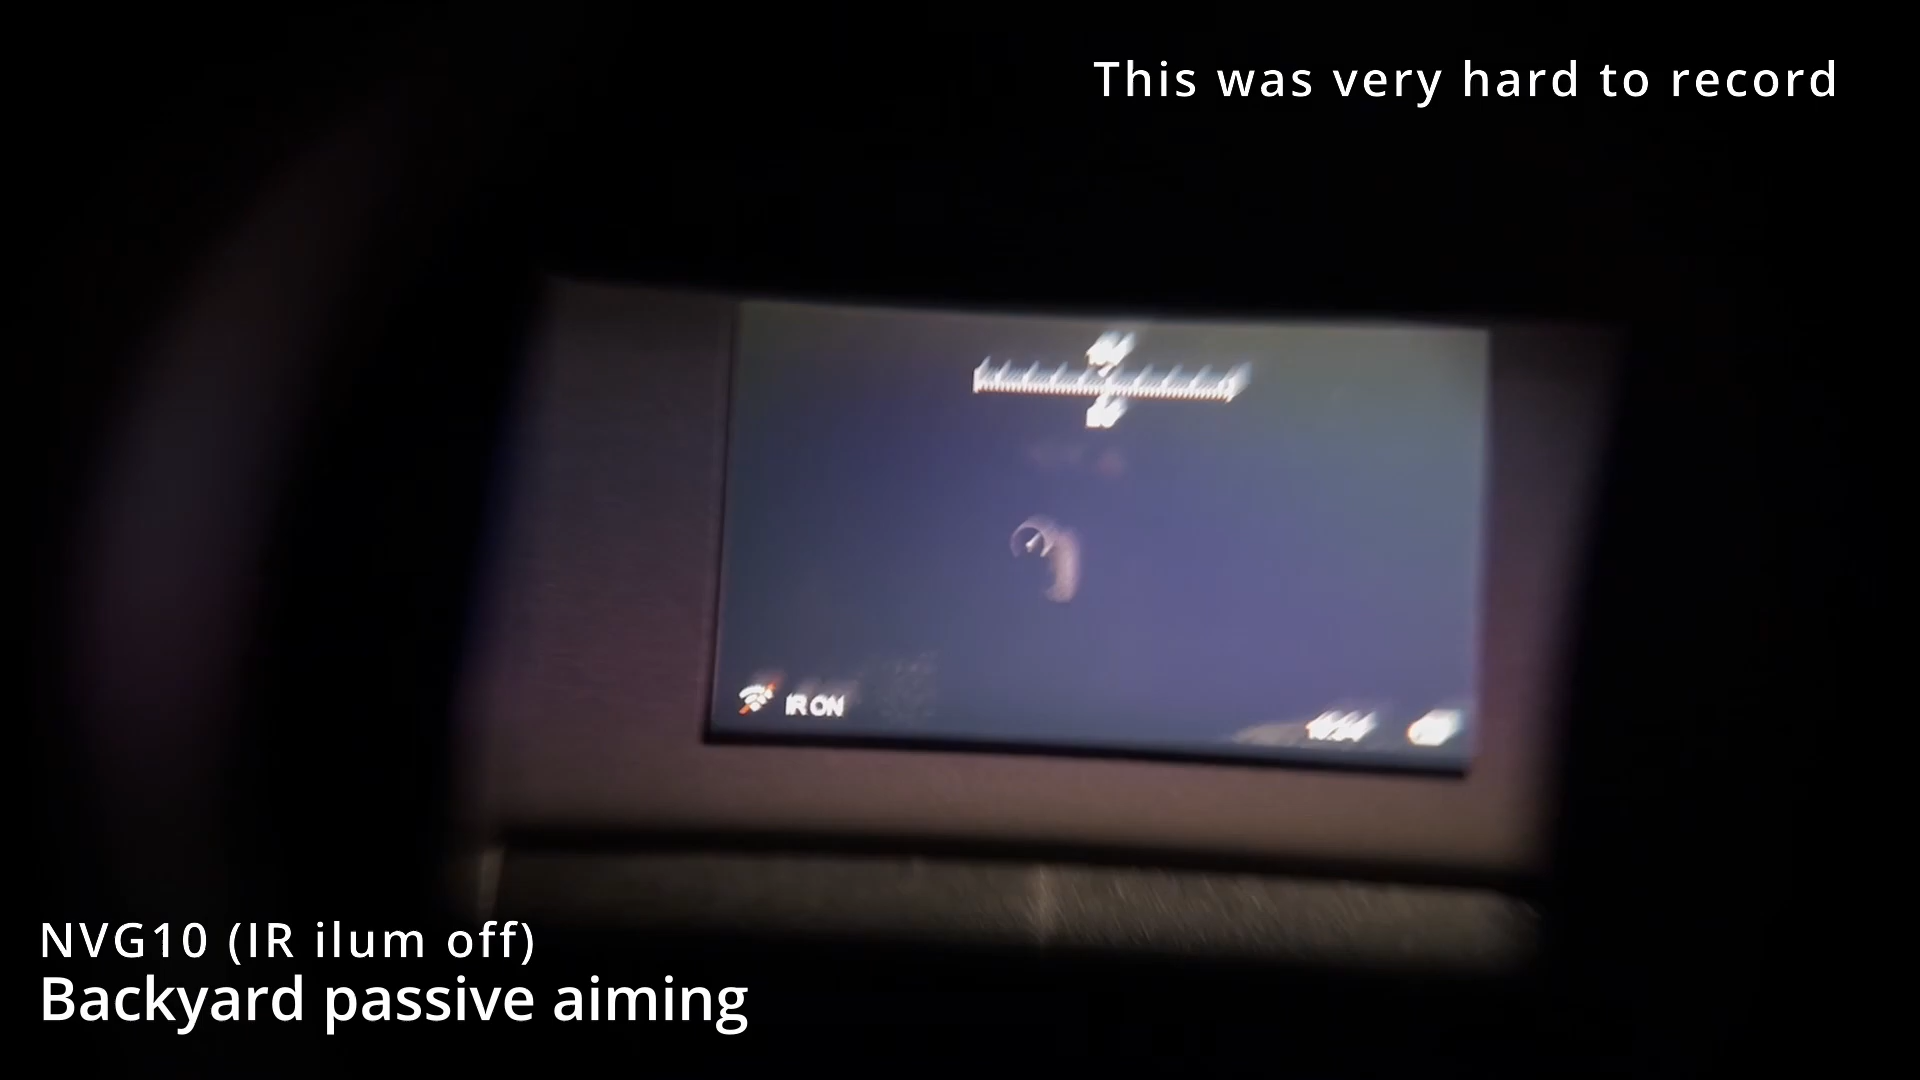 This was very hard to record
IR ON
NVG10 (IR ilum off)
Backyard passive aiming